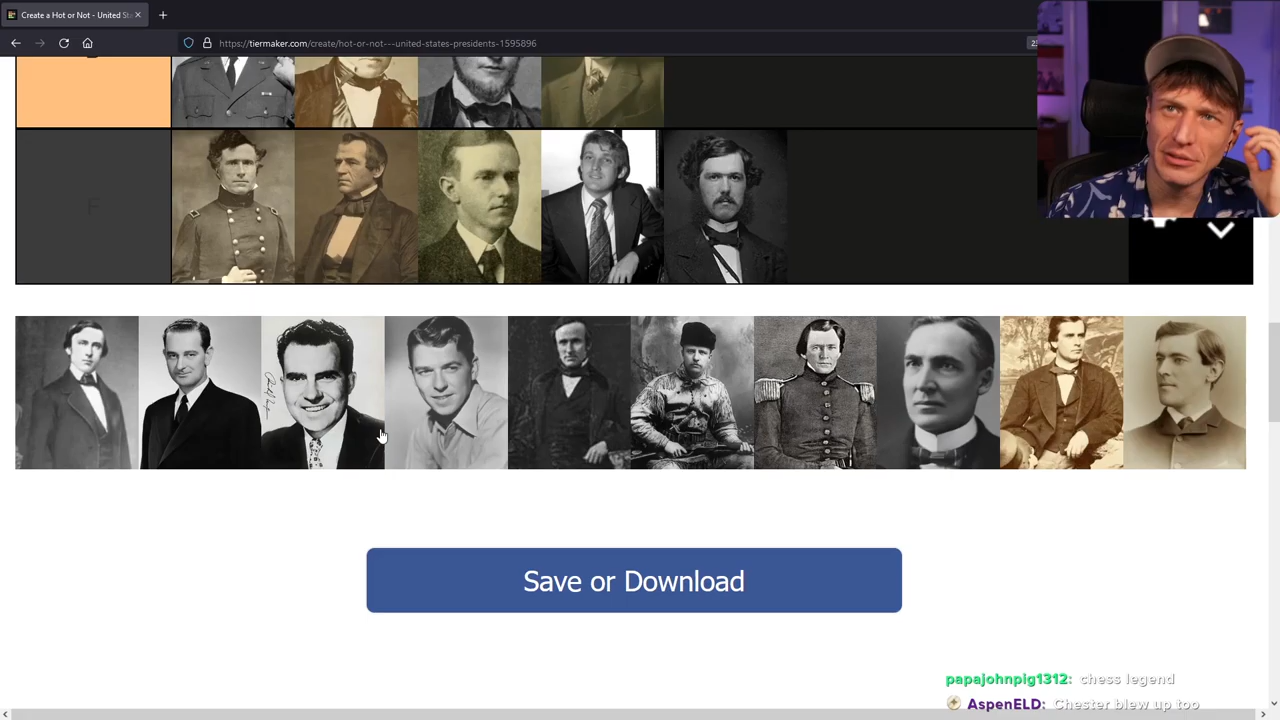 Create a Hot or Not - United St
https://tiermaker.com/create/hot-or-not---united-states-presidents-1595896
F
Save or Download
papajohnpig1312: chess legend
AspenELD: Chester blew up too